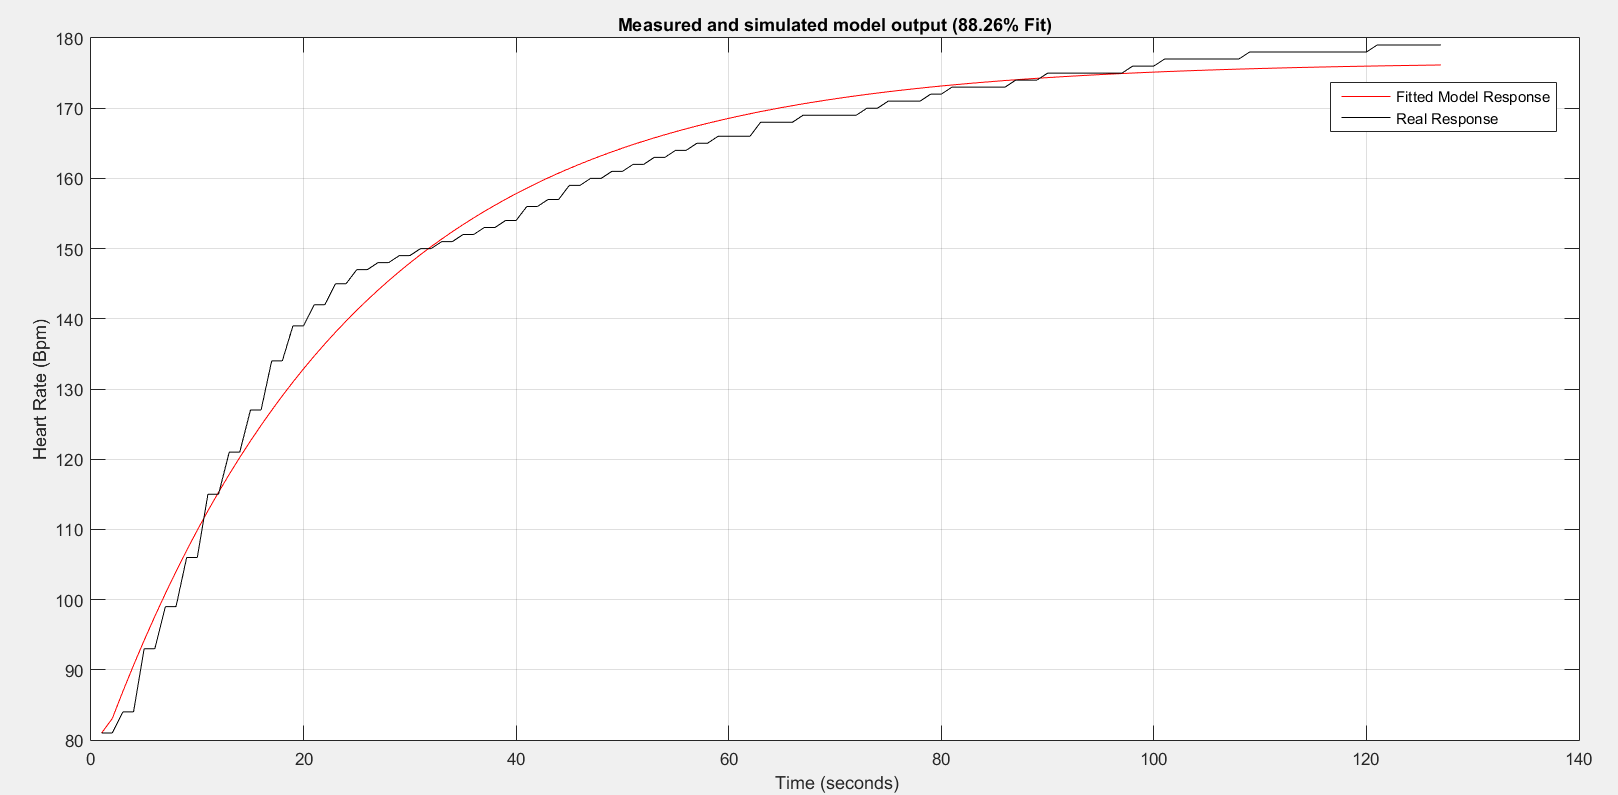 Measured and simulated model output (88.26% Fit)
180
170
160
150
140
130
120
110
100
90
80
Heart Rate (Bpm)
Fitted Model Response
Real Response
0 20 40 60 80 100 120 140
Time (seconds)